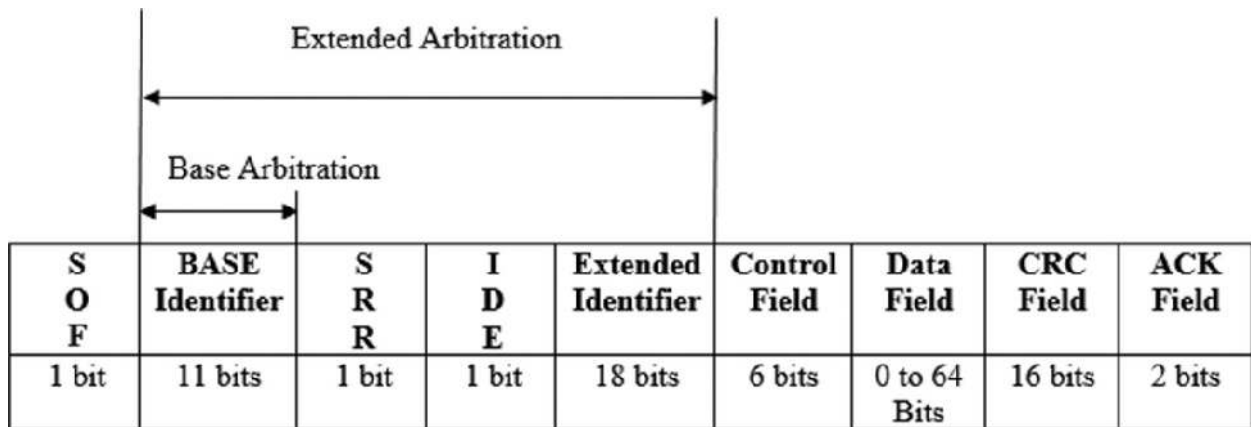 Extended Arbitration
Base Arbitration
S O F BASE Identifier S R R I D E Extended Identifier Control Field Data Field CRC Field ACK Field
1 bit 11 bits 1 bit 1 bit 18 bits 6 bits 0 to 64 Bits 16 bits 2 bits